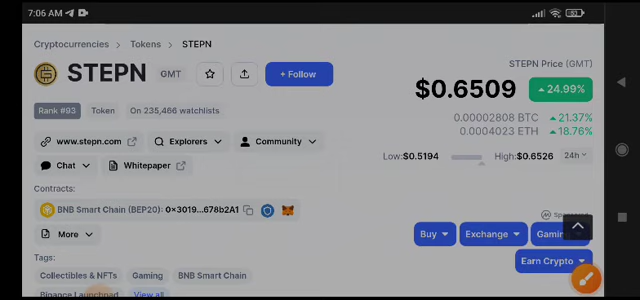 7:06 AM
Cryptocurrencies > Tokens > STEPN
STEPN GMT
+ Follow
Rank #93 Token On 235,466 watchlists
www.stepn.com Explorers Community
Chat Whitepaper
Contracts:
BNB Smart Chain (BEP20): 0x3019...678b2A1
More
Tags:
Collectibles & NFTs Gaming BNB Smart Chain
Binance Launchpad View all
STEPN Price (GMT)
$0.6509 24.99%
0.00002808 BTC 21.37%
0.0004023 ETH 18.76%
Low:$0.5194 High:$0.6526 24h
Sponsored
Buy Exchange Gaming
Earn Crypto